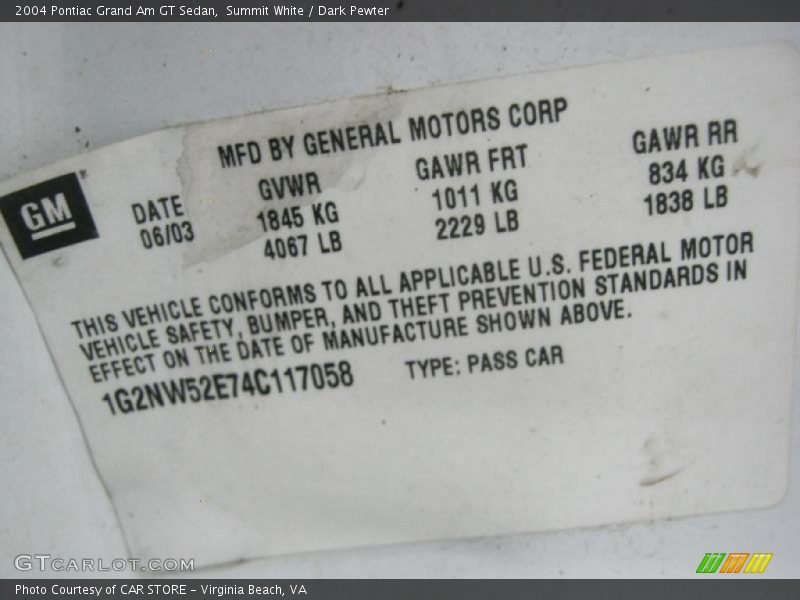 2004 Pontiac Grand Am GT Sedan,  Summit White / Dark Pewter
MFD BY GENERAL MOTORS CORP
GM
DATE
06/03
GVWR
1845 KG
4067 LB
GAWR FRT
1011 KG
2229 LB
GAWR RR
834 KG
1838 LB
THIS VEHICLE CONFORMS TO ALL APPLICABLE U.S. FEDERAL MOTOR
VEHICLE SAFETY, BUMPER, AND THEFT PREVENTION STANDARDS IN
EFFECT ON THE DATE OF MANUFACTURE SHOWN ABOVE.
1G2NW52E74C117058 TYPE: PASS CAR
GTCARLOT.COM
Photo Courtesy of CAR STORE - Virginia Beach, VA